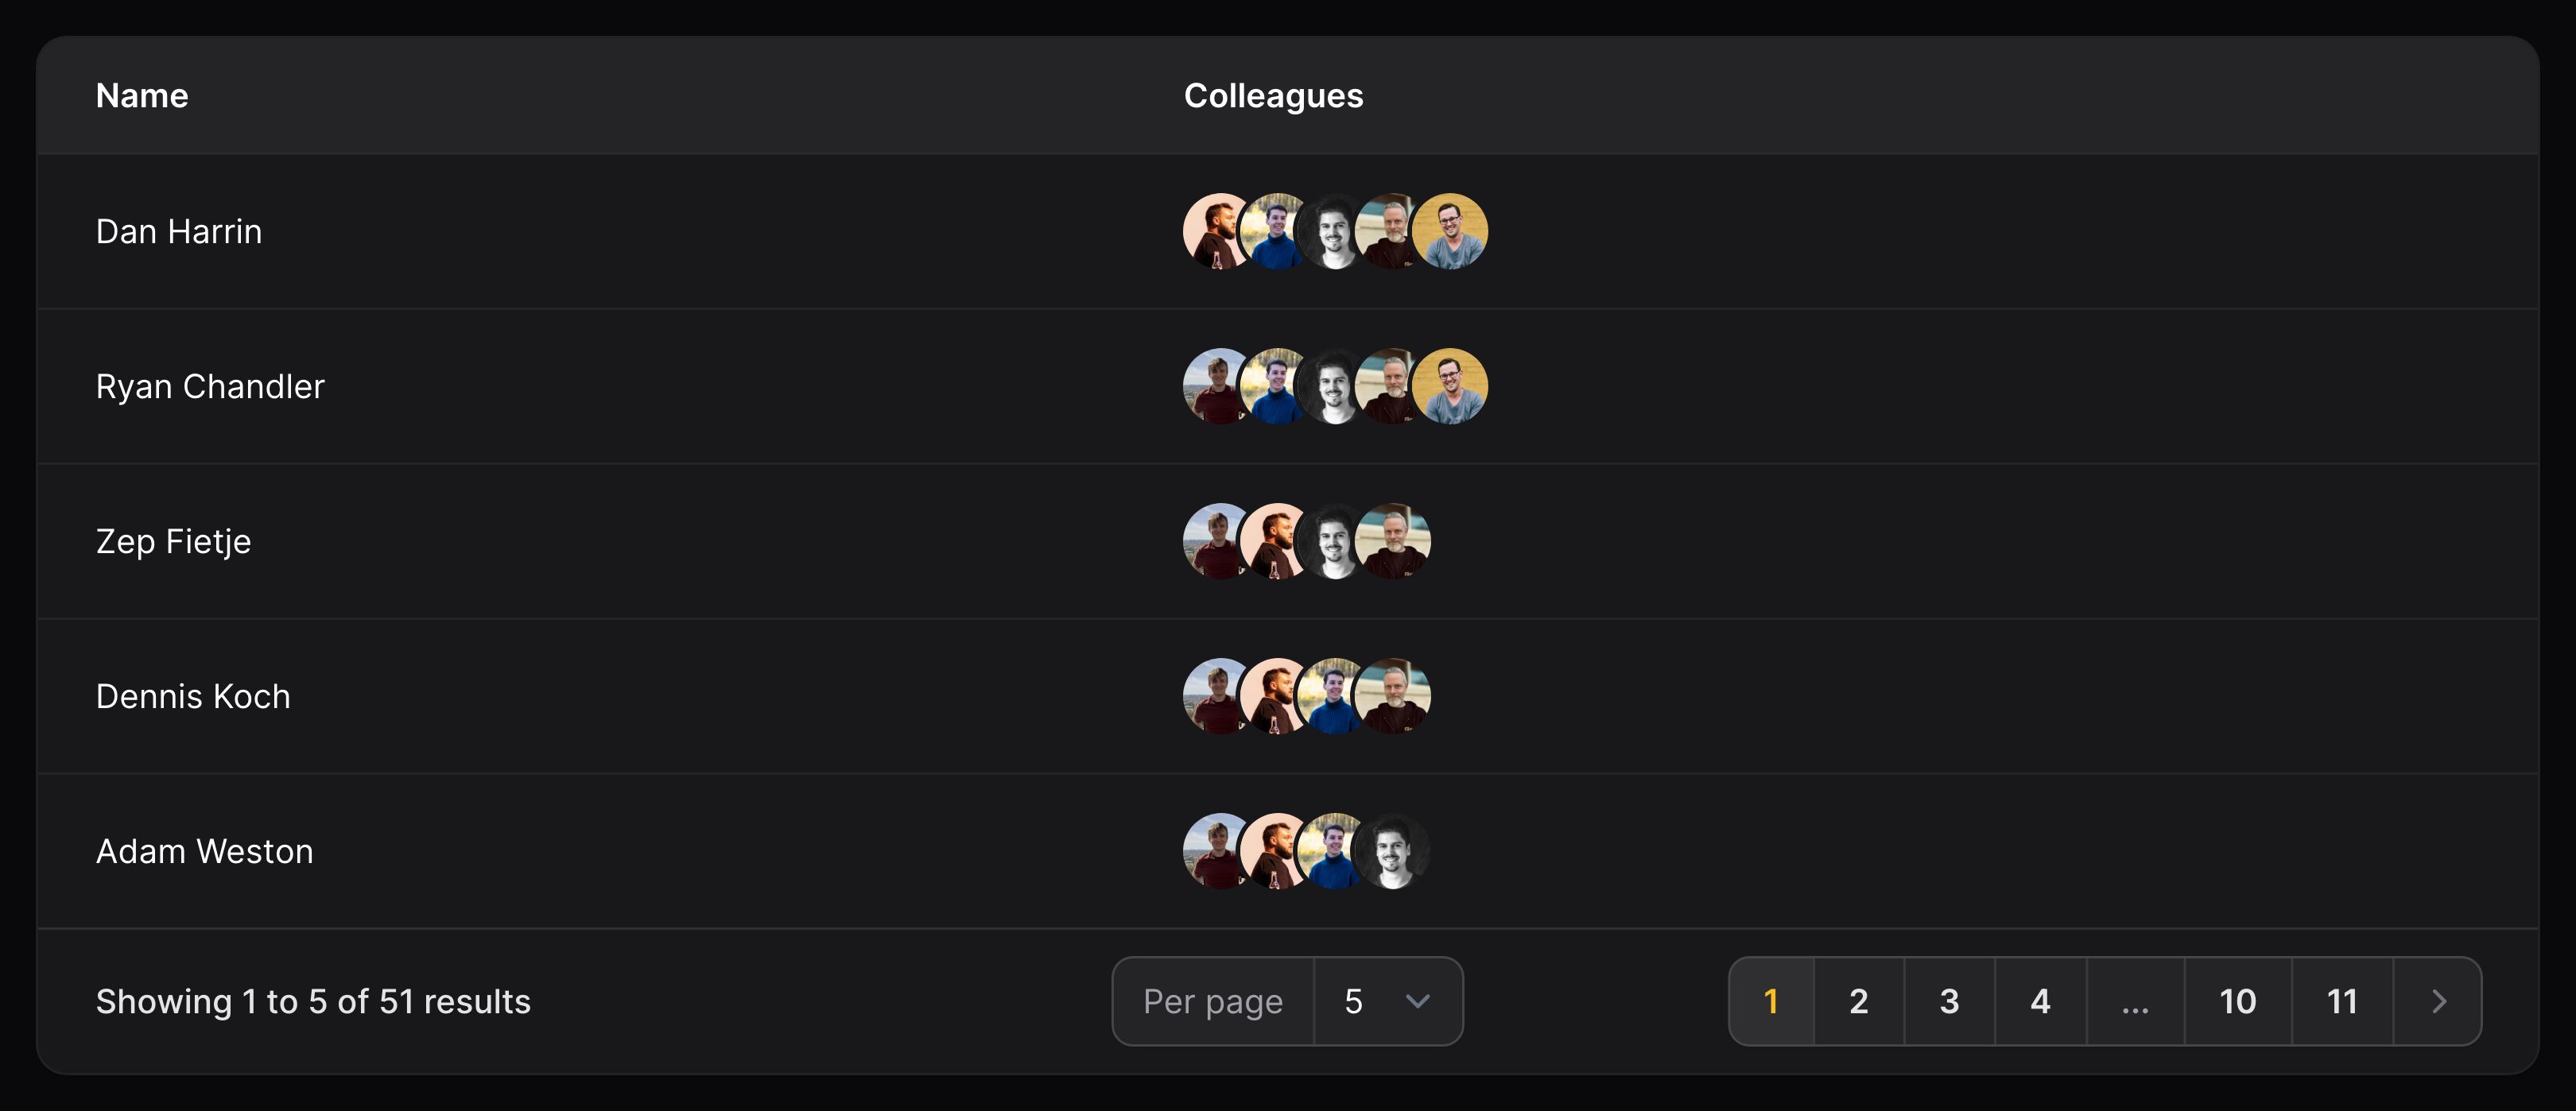 Name Colleagues
Dan Harrin
Ryan Chandler
Zep Fietje
Dennis Koch
Adam Weston
Showing 1 to 5 of 51 results Per page 5 1 2 3 4 ... 10 11